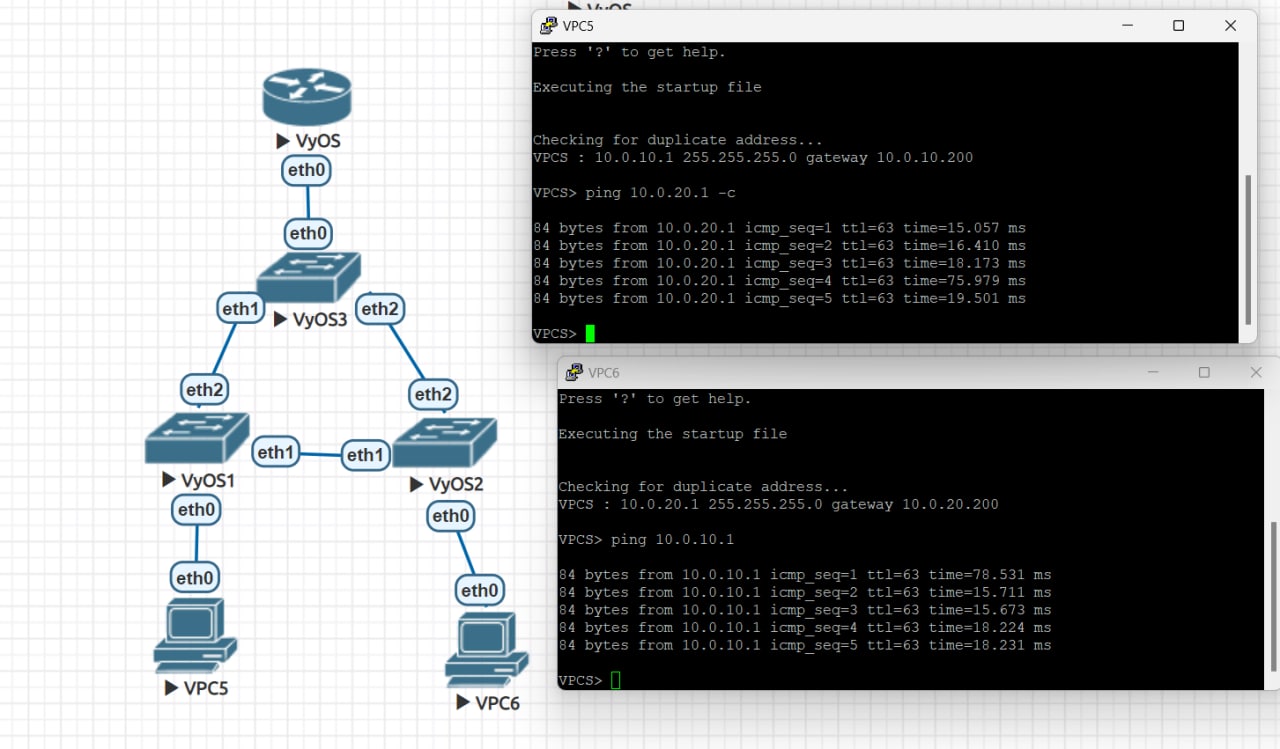 VyOS
eth0
eth0
eth1
VyOS3
eth2
eth2
eth2
VyOS1
eth1
eth1
VyOS2
eth0
eth0
eth0
eth0
VPC5
VPC6
VyOS
VPC5
Press '?' to get help.
Executing the startup file
Checking for duplicate address...
VPCS : 10.0.10.1 255.255.255.0 gateway 10.0.10.200
VPCS> ping 10.0.20.1 -c
84 bytes from 10.0.20.1 icmp_seq=1 ttl=63 time=15.057 ms
84 bytes from 10.0.20.1 icmp_seq=2 ttl=63 time=16.410 ms
84 bytes from 10.0.20.1 icmp_seq=3 ttl=63 time=18.173 ms
84 bytes from 10.0.20.1 icmp_seq=4 ttl=63 time=75.979 ms
84 bytes from 10.0.20.1 icmp_seq=5 ttl=63 time=19.501 ms
VPCS>
VPC6
Press '?' to get help.
Executing the startup file
Checking for duplicate address...
VPCS : 10.0.20.1 255.255.255.0 gateway 10.0.20.200
VPCS> ping 10.0.10.1
84 bytes from 10.0.10.1 icmp_seq=1 ttl=63 time=78.531 ms
84 bytes from 10.0.10.1 icmp_seq=2 ttl=63 time=15.711 ms
84 bytes from 10.0.10.1 icmp_seq=3 ttl=63 time=15.673 ms
84 bytes from 10.0.10.1 icmp_seq=4 ttl=63 time=18.224 ms
84 bytes from 10.0.10.1 icmp_seq=5 ttl=63 time=18.231 ms
VPCS>